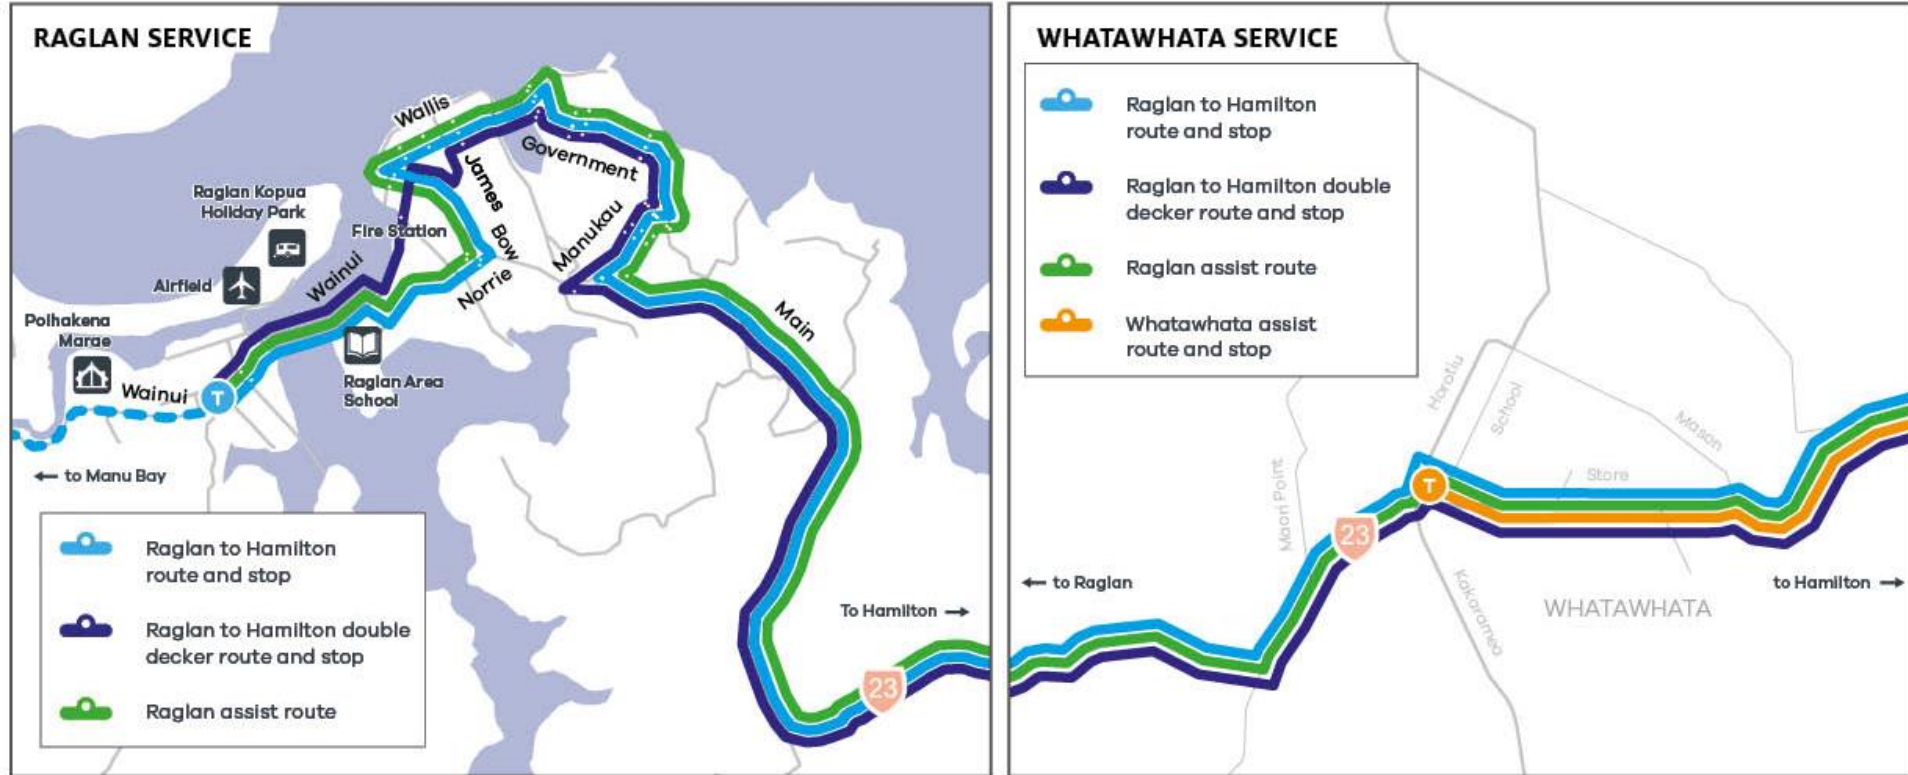 RAGLAN SERVICE
Wallis
Government
James
Bow
Raglan Kopua
Holiday Park
Fire Station
Manukau
Airfield
Wainui
Norrie
Poihakena
Marae
Main
Wainui
T
Raglan Area
School
← to Manu Bay
Raglan to Hamilton
route and stop
Raglan to Hamilton double
decker route and stop
Raglan assist route
To Hamilton →
23
WHATAWHATA SERVICE
Raglan to Hamilton
route and stop
Raglan to Hamilton double
decker route and stop
Raglan assist route
Whatawhata assist
route and stop
Horotiu
School
Mason
Store
Maori Point
T
23
← to Raglan
to Hamilton →
Kakaramea
WHATAWHATA